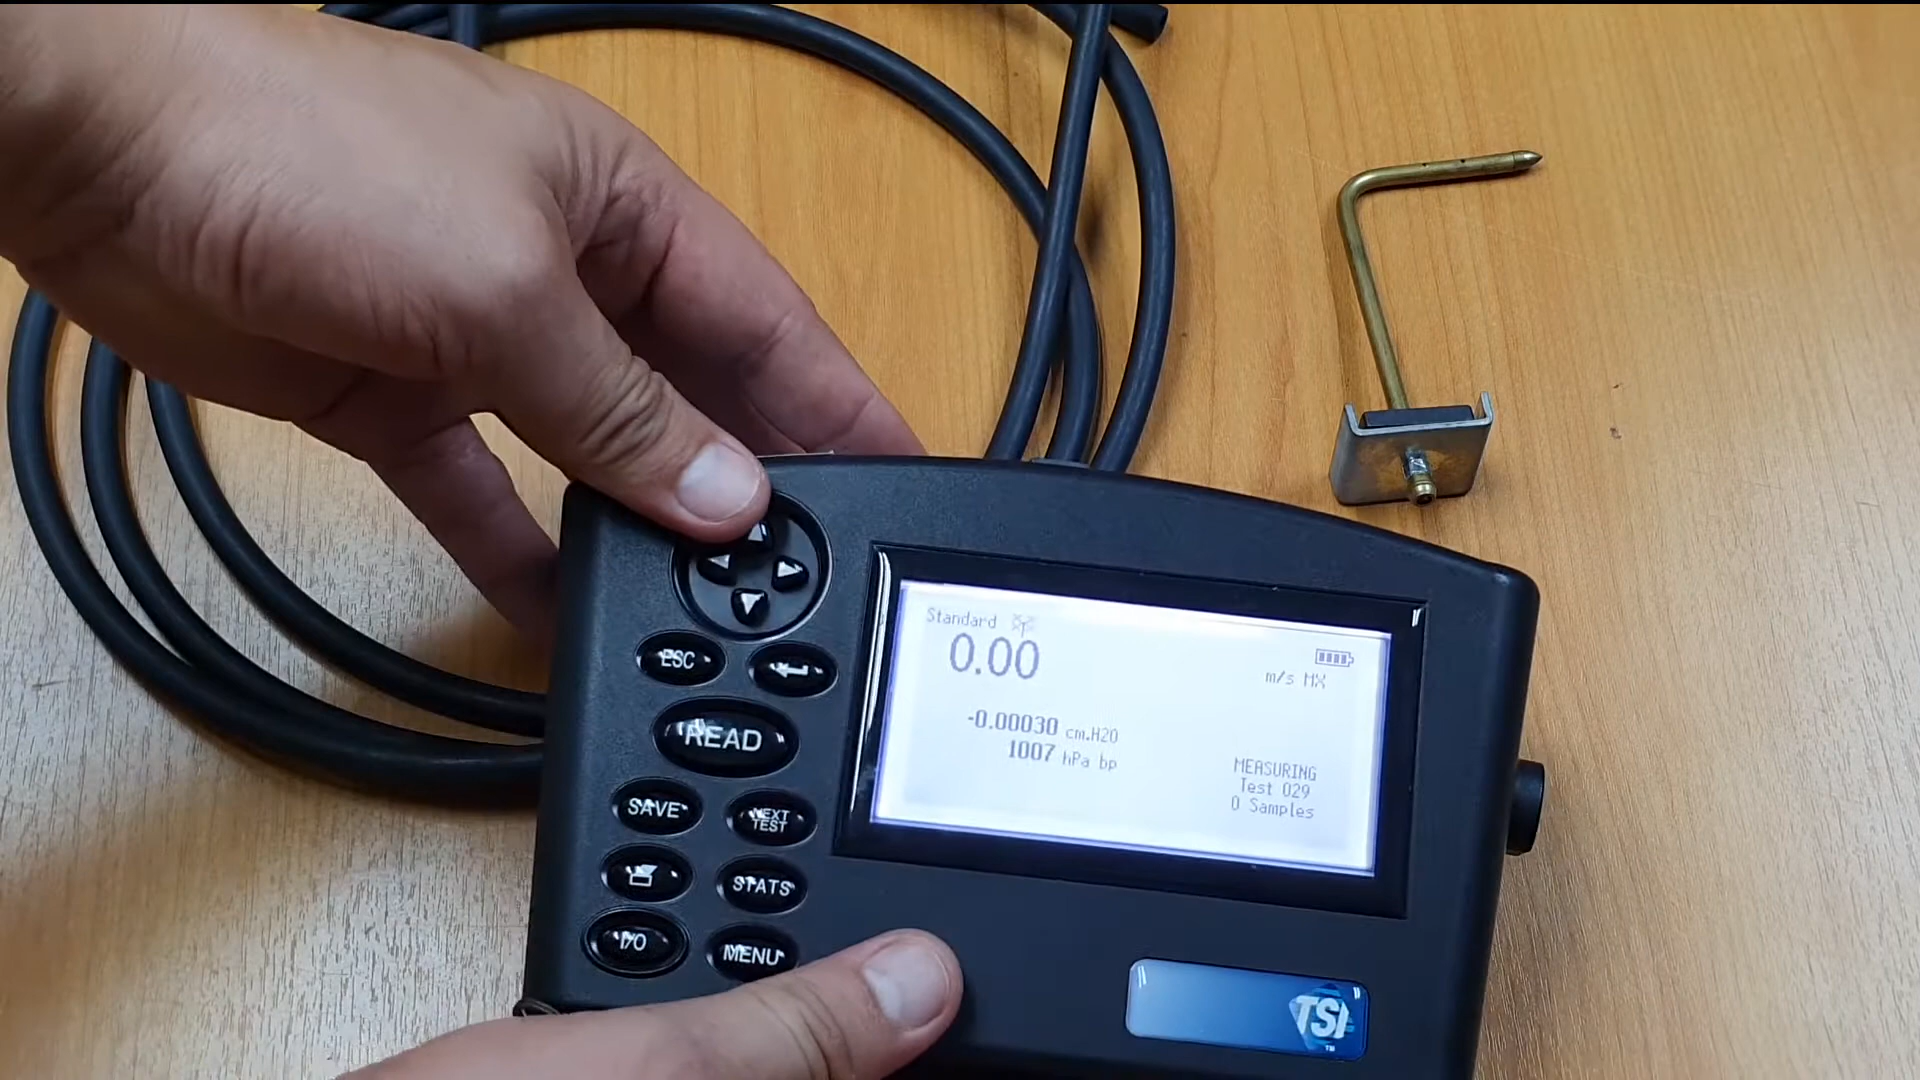 Standard
0.00
m/s MX
-0.00030 cm.H2O
1007 hPa bp
MEASURING
Test 029
0 Samples
ESC
READ
SAVE
NEXT
TEST
STATS
I/O
MENU
TSI
TM